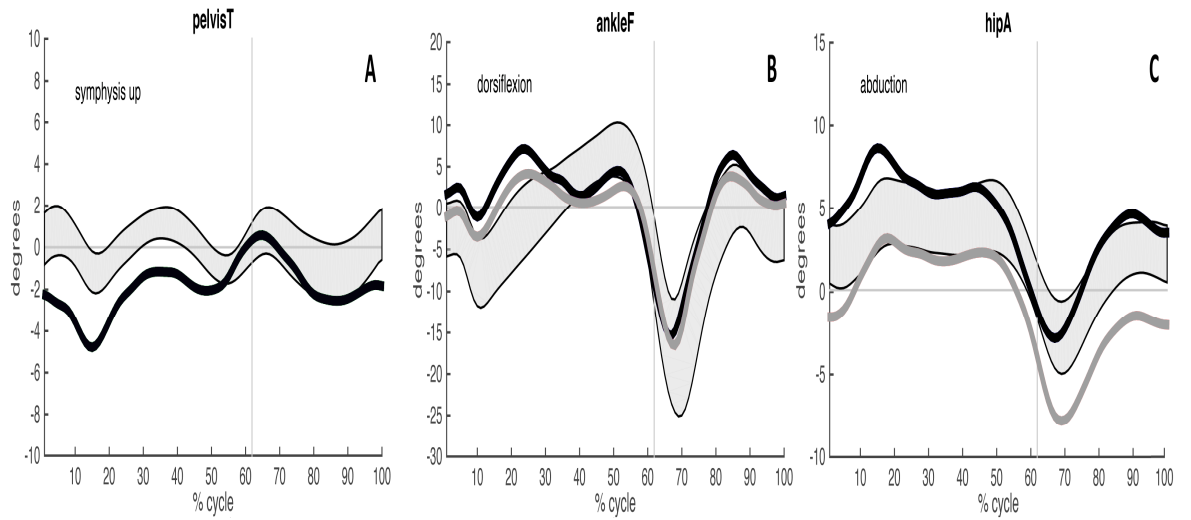 pelvisT
10
8
6
4
2
0
-2
-4
-6
-8
-10
degrees
symphysis up
A
10 20 30 40 50 60 70 80 90 100
% cycle
ankleF
20
15
10
5
0
-5
-10
-15
-20
-25
-30
degrees
dorsiflexion
B
10 20 30 40 50 60 70 80 90 100
% cycle
hipA
15
10
5
0
-5
-10
degrees
abduction
C
10 20 30 40 50 60 70 80 90 100
% cycle